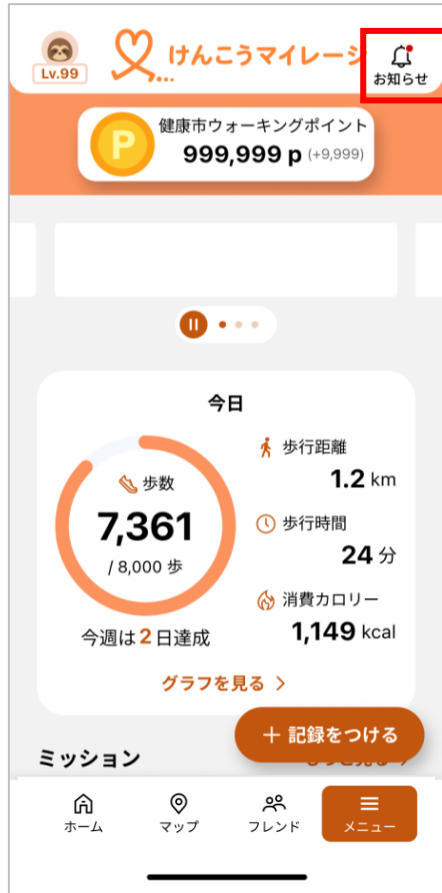 Lv.99
けんこうマイレージ
お知らせ
健康市ウォーキングポイント
P
999,999 p (+9,999)
今日
歩数
7,361
/ 8,000 歩
今週は2日達成
歩行距離
1.2 km
歩行時間
24 分
消費カロリー
1,149 kcal
グラフを見る
+ 記録をつける
ミッション
ホーム
マップ
フレンド
メニュー